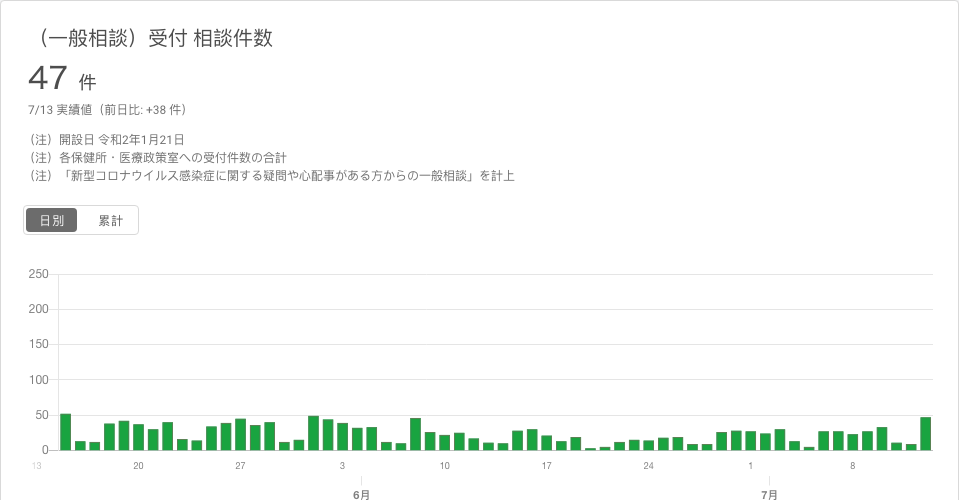 （一般相談）受付 相談件数
47 件
7/13 実績値（前日比: +38 件）
（注）開設日 令和2年1月21日
（注）各保健所・医療政策室への受付件数の合計
（注）「新型コロナウイルス感染症に関する疑問や心配事がある方からの一般相談」を計上
日別 累計
250
200
150
100
50
0
13 20 27 3 10 17 24 1 8
6月 7月